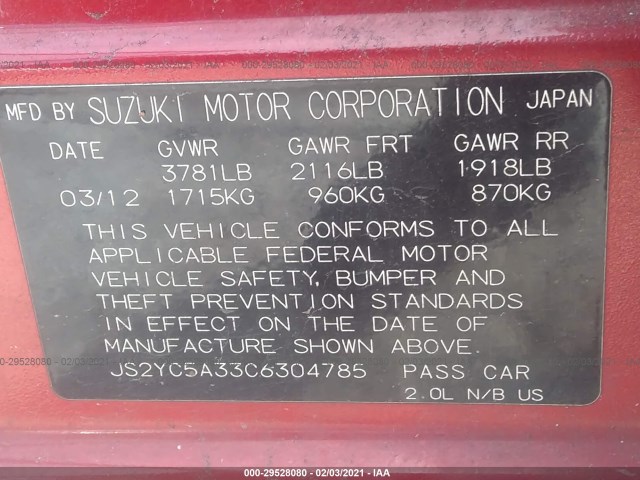 MFD BY SUZUKI MOTOR CORPORATION JAPAN
DATE GVWR GAWR FRT GAWR RR
3781LB 2116LB 1918LB
03/12 1715KG 960KG 870KG
THIS VEHICLE CONFORMS TO ALL
APPLICABLE FEDERAL MOTOR
VEHICLE SAFETY, BUMPER AND
THEFT PREVENTION STANDARDS
IN EFFECT ON THE DATE OF
MANUFACTURE SHOWN ABOVE.
JS2YC5A33C6304785 PASS CAR
2.0L N/B US
000-29528080 - 02/03/2021 - IAA